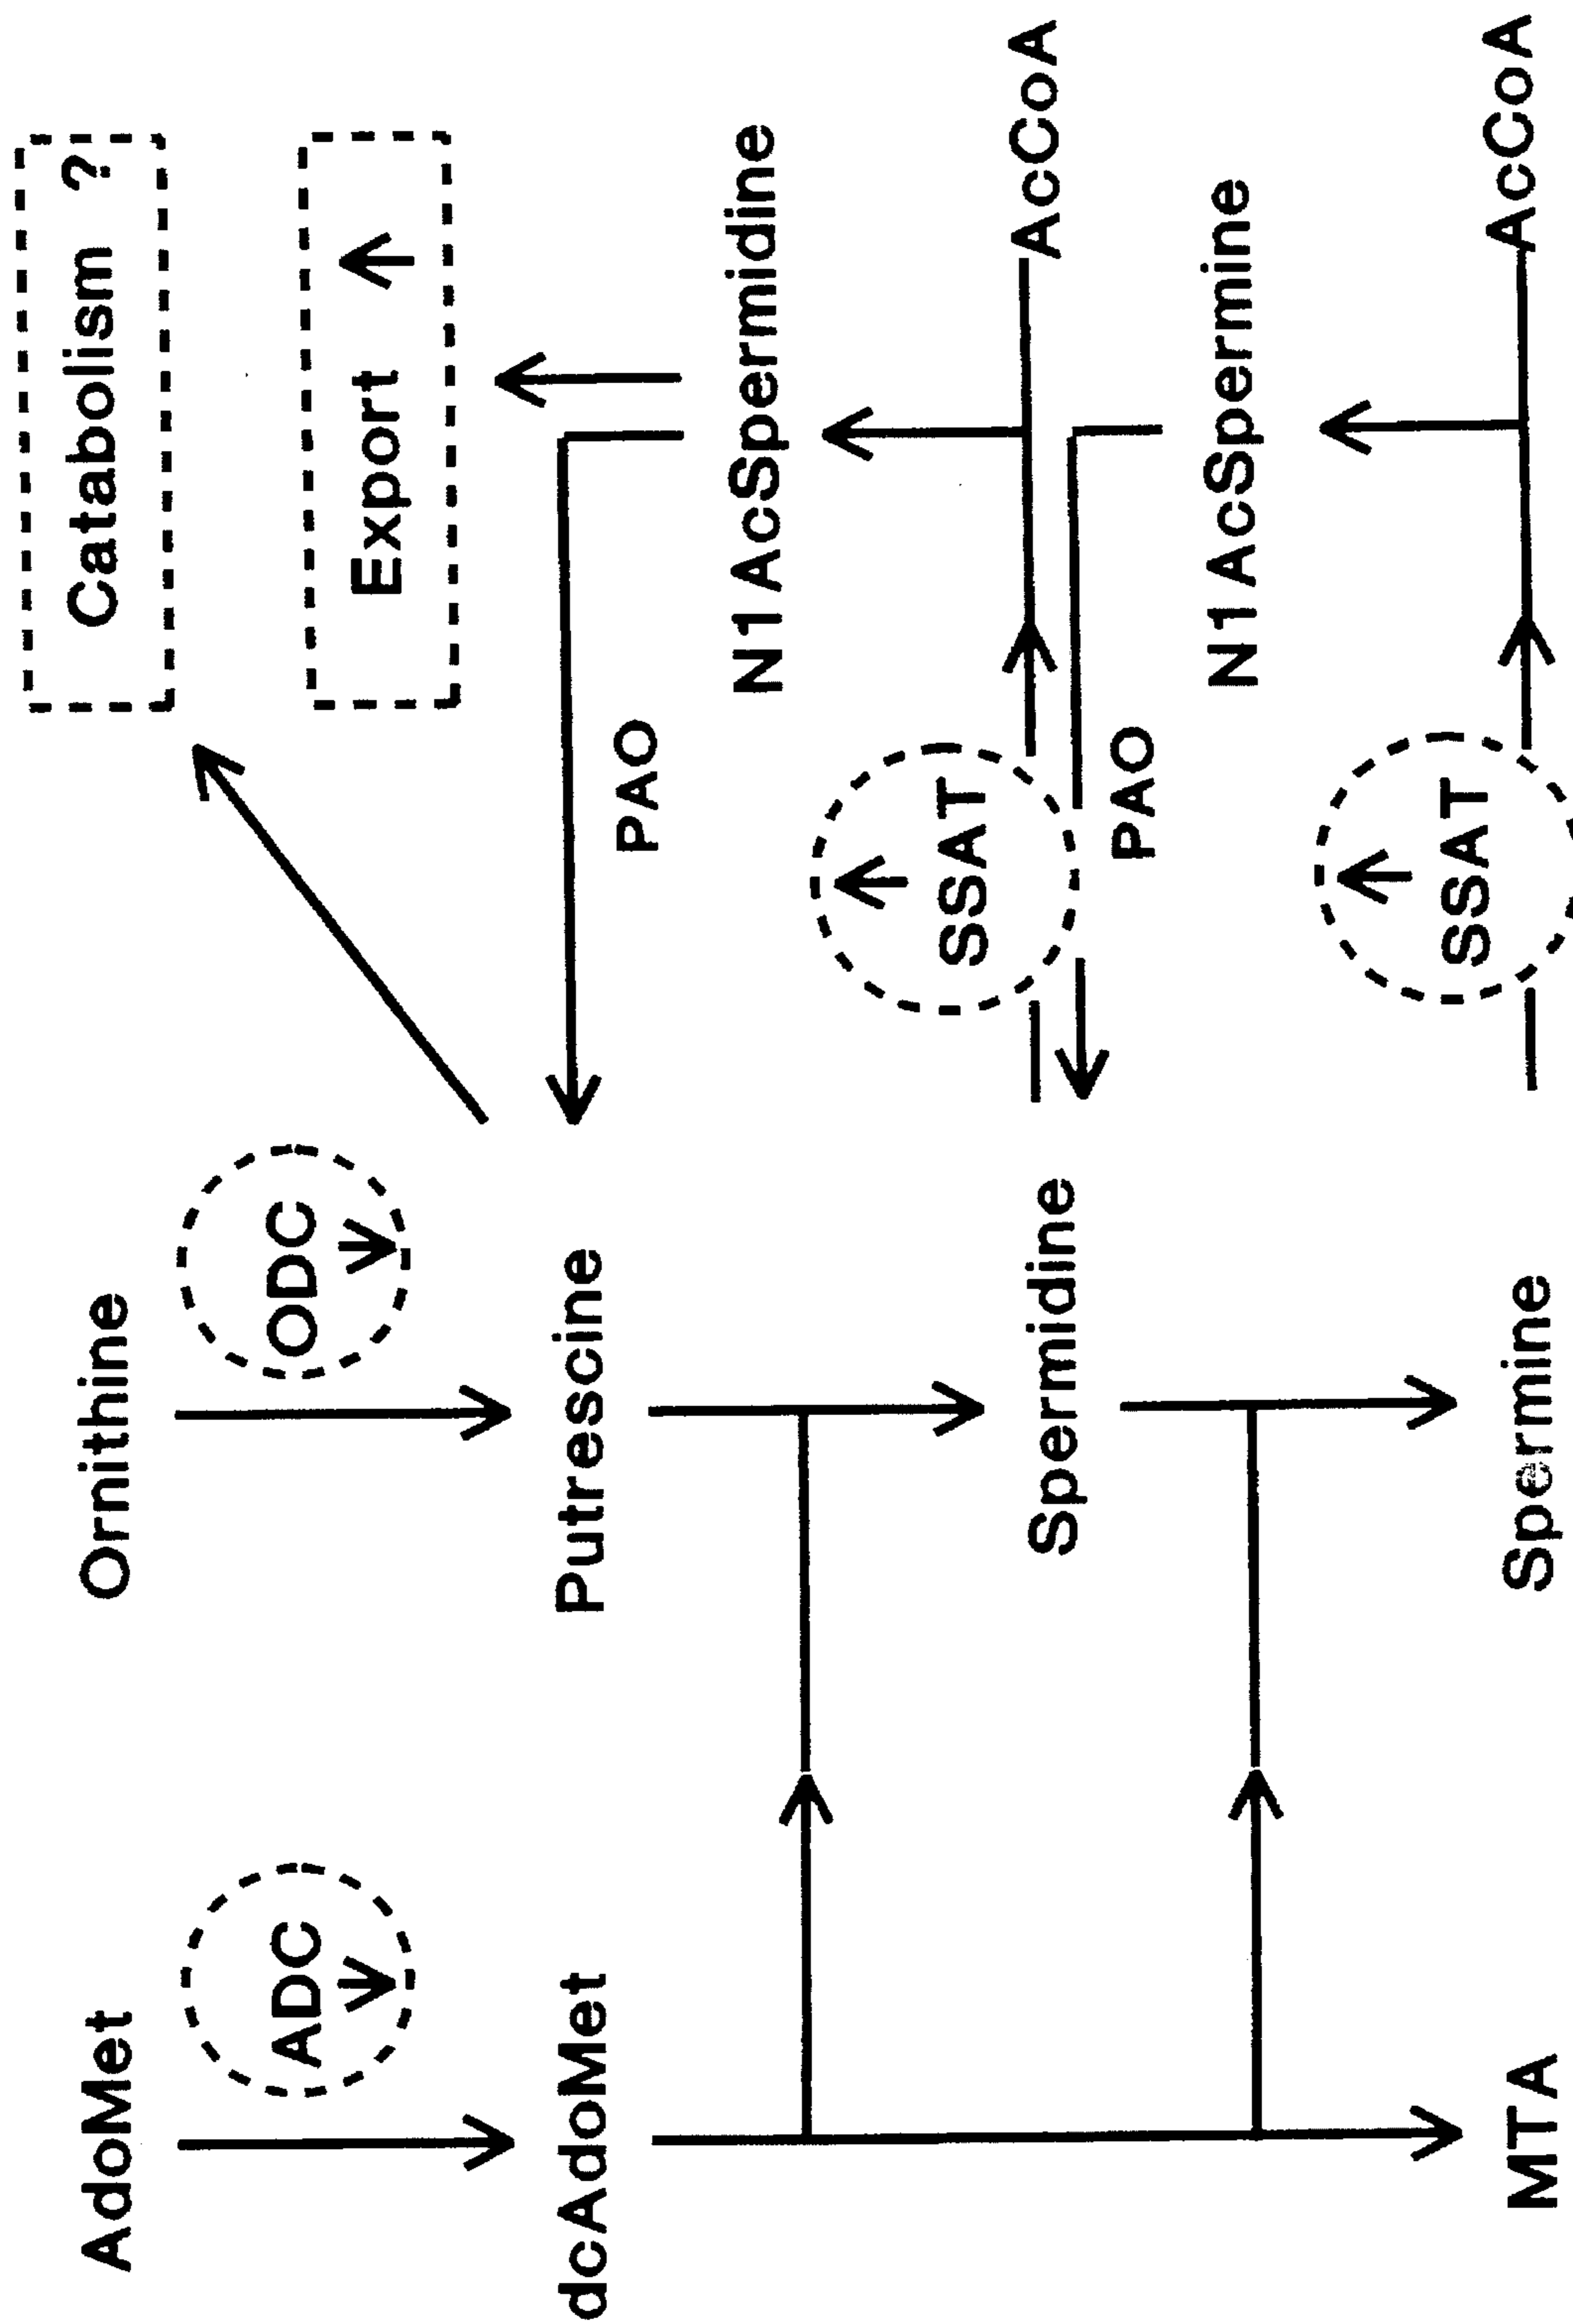 AdoMet
Ornithine
Catabolism ?
ADC
ODC
Export
dcAdoMet
Putrescine
PAO
N1AcSpermidine
SSAT
Spermidine
AcCoA
PAO
N1AcSpermine
SSAT
MTA
Spermine
AcCoA